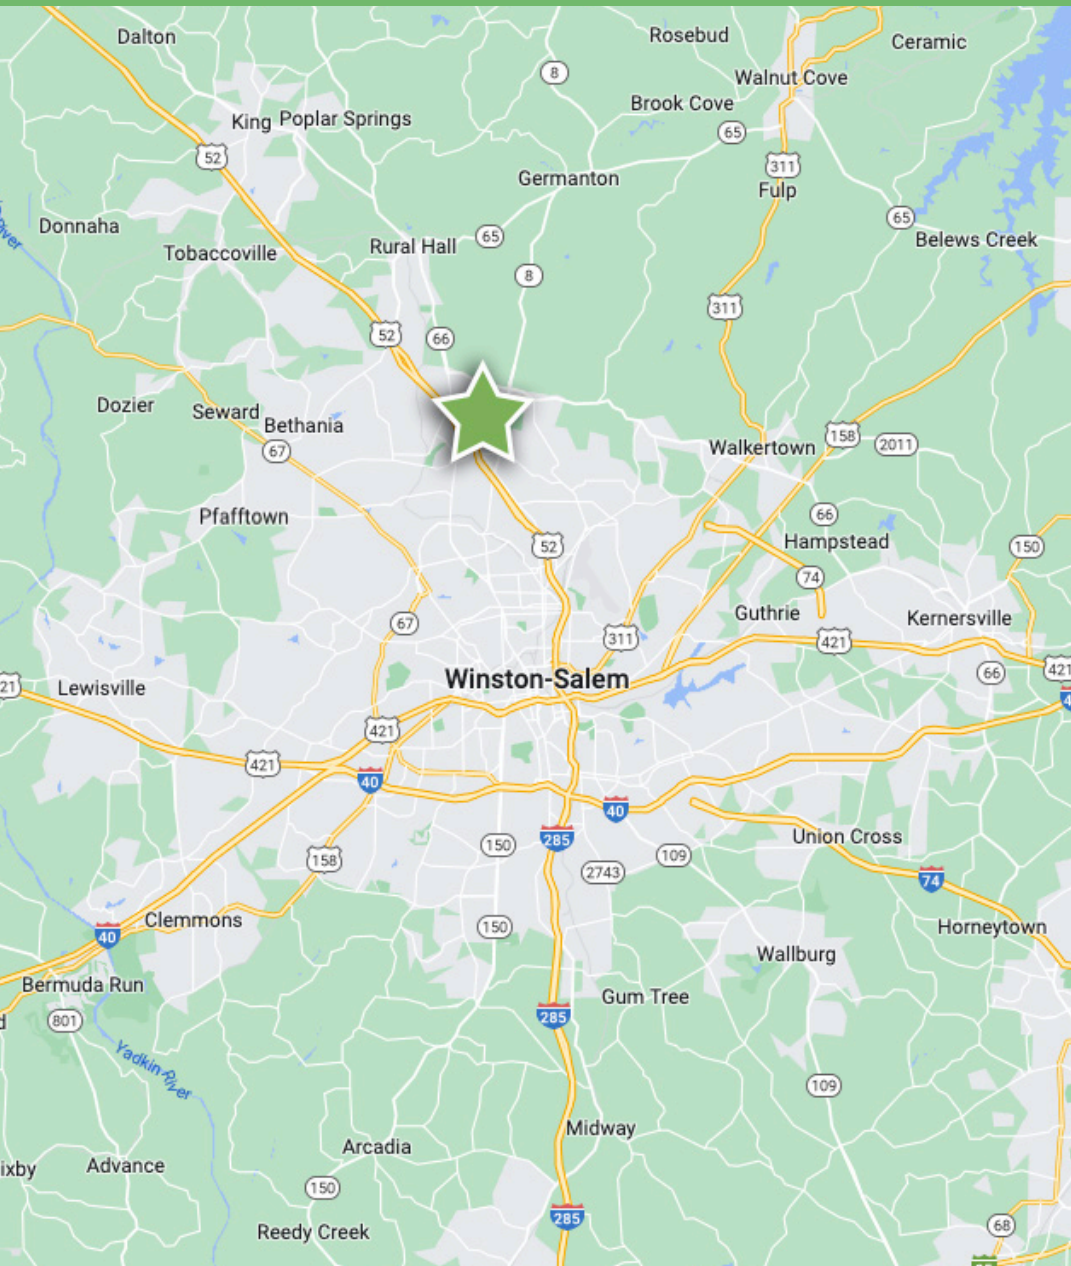 Dalton
Rosebud
Ceramic
8
Walnut Cove
Brook Cove
King
Poplar Springs
65
52
311
Germanton
Fulp
River
Donnaha
65
Tobaccoville
Rural Hall
65
Belews Creek
8
311
52
66
Dozier
Seward
Bethania
158
2011
67
Walkertown
Pfafftown
66
52
Hampstead
150
74
67
Guthrie
Kernersville
311
421
421
66
Winston-Salem
21
Lewisville
4
421
421
40
40
285
150
Union Cross
158
109
2743
74
Clemmons
150
40
Horneytown
Wallburg
Bermuda Run
Gum Tree
285
d
801
Yadkin River
109
Midway
Arcadia
ixby
Advance
150
285
68
Reedy Creek